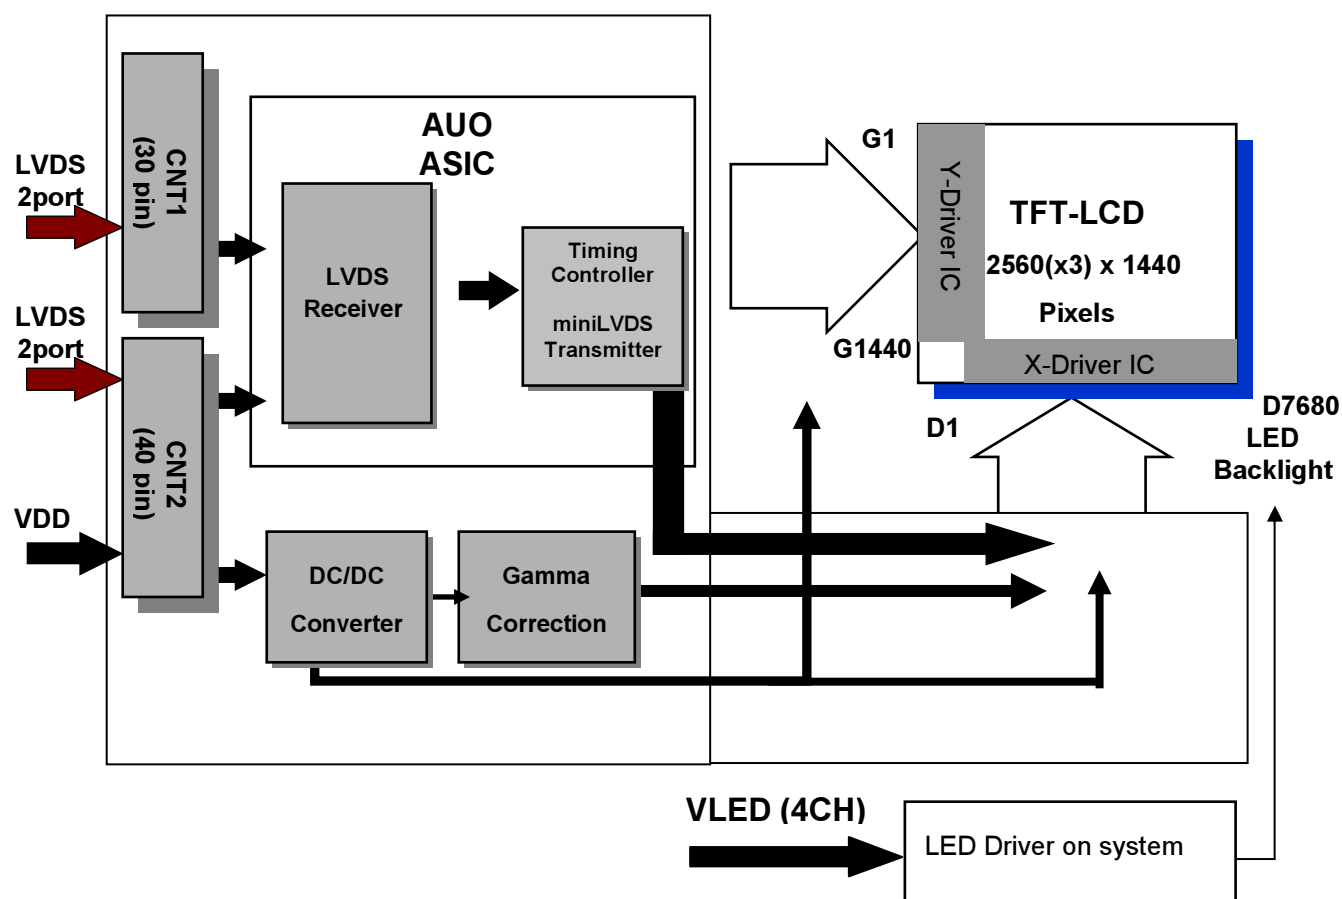 LVDS
2port
LVDS
2port
VDD
CNT1
(30 pin)
CNT2
(40 pin)
AUO
ASIC
LVDS
Receiver
Timing
Controller
miniLVDS
Transmitter
DC/DC
Converter
Gamma
Correction
G1
G1440
Y-Driver IC
TFT-LCD
2560(x3) x 1440
Pixels
X-Driver IC
D1
D7680
LED
Backlight
VLED (4CH)
LED Driver on system